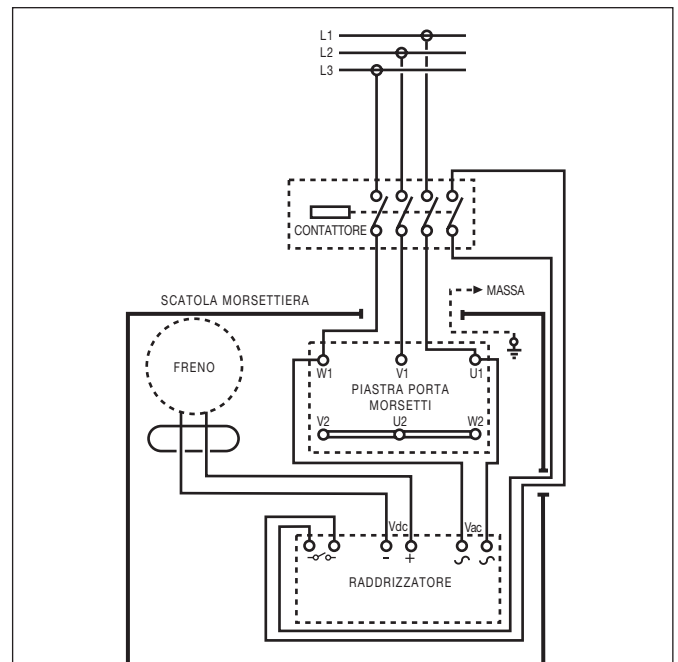 L1
L2
L3
CONTATTORE
SCATOLA MORSETTIERA
MASSA
FRENO
W1 V1 U1
PIASTRA PORTA
MORSETTI
V2 U2 W2
Vdc Vac
- +
RADDRIZZATORE